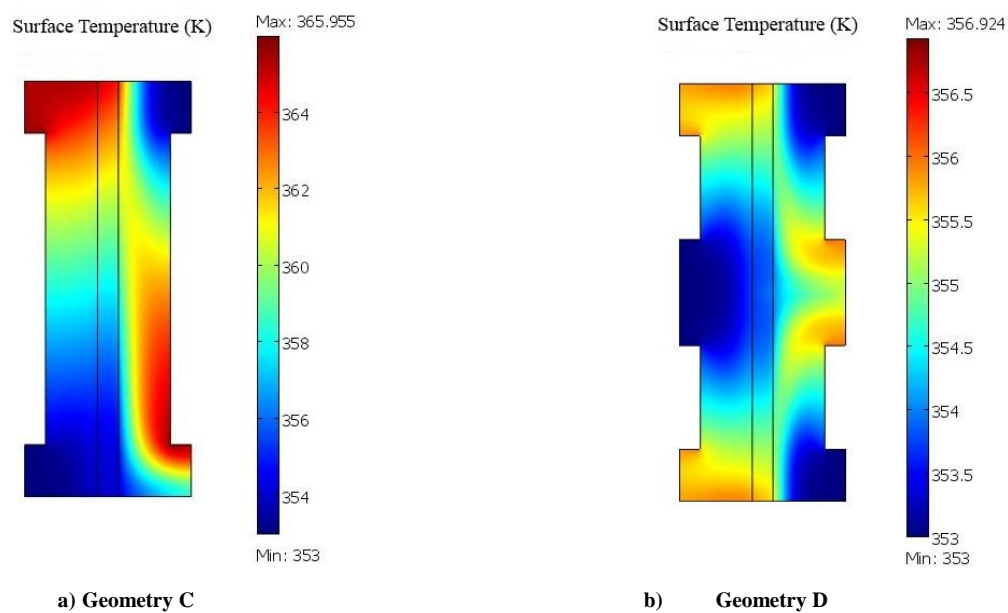 Surface Temperature (K)
Max: 365.955
364
362
360
358
356
354
Min: 353
a) Geometry C
Surface Temperature (K)
Max: 356.924
356.5
356
355.5
355
354.5
354
353.5
353
Min: 353
b) Geometry D